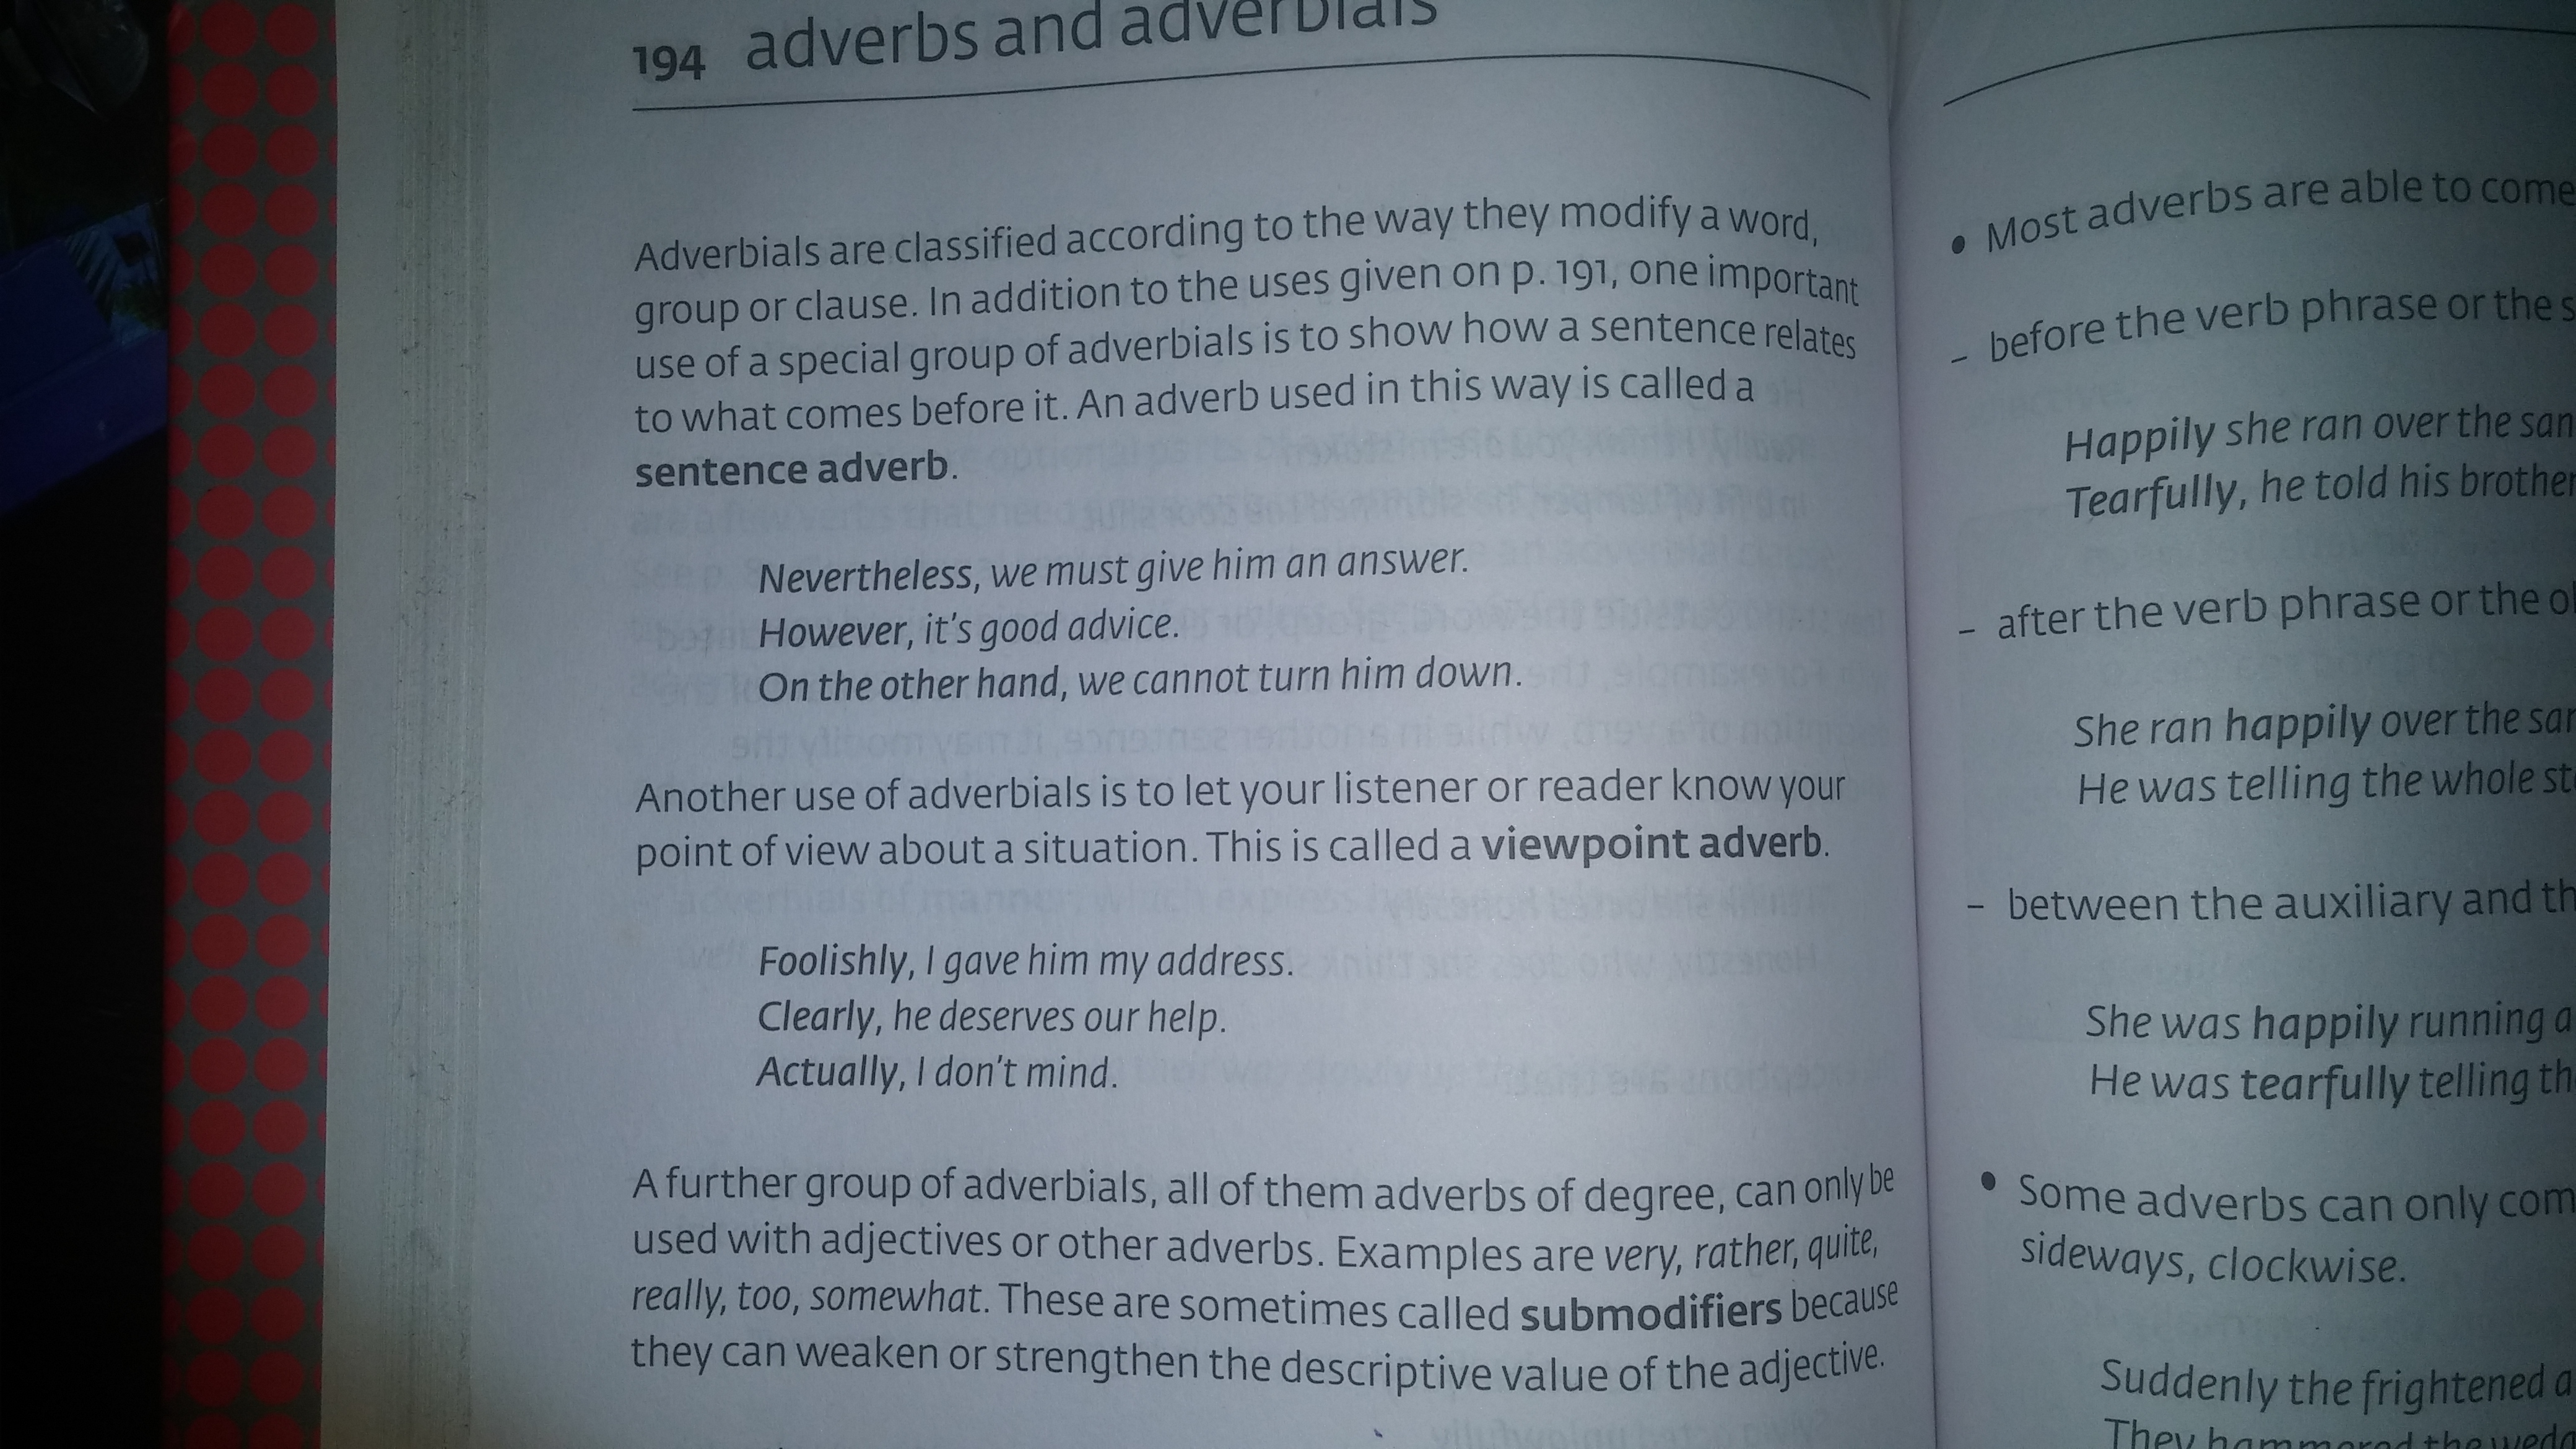 194 adverbs and adverbials
Adverbials are classified according to the way they modify a word,
group or clause. In addition to the uses given on p. 191, one important
use of a special group of adverbials is to show how a sentence relates
to what comes before it. An adverb used in this way is called a
sentence adverb.
Nevertheless, we must give him an answer.
However, it's good advice.
On the other hand, we cannot turn him down.
Another use of adverbials is to let your listener or reader know your
point of view about a situation. This is called a viewpoint adverb.
Foolishly, I gave him my address.
Clearly, he deserves our help.
Actually, I don't mind.
A further group of adverbials, all of them adverbs of degree, can only be
used with adjectives or other adverbs. Examples are very, rather, quite,
really, too, somewhat. These are sometimes called submodifiers because
they can weaken or strengthen the descriptive value of the adjective.
• Most adverbs are able to come
– before the verb phrase or the
Happily she ran over the
Tearfully, he told his
– after the verb phrase or the
She ran happily over the
He was telling the whole
– between the auxiliary and
She was happily running
He was tearfully telling
• Some adverbs can only
sideways, clockwise.
Suddenly the frightened
They hammered the